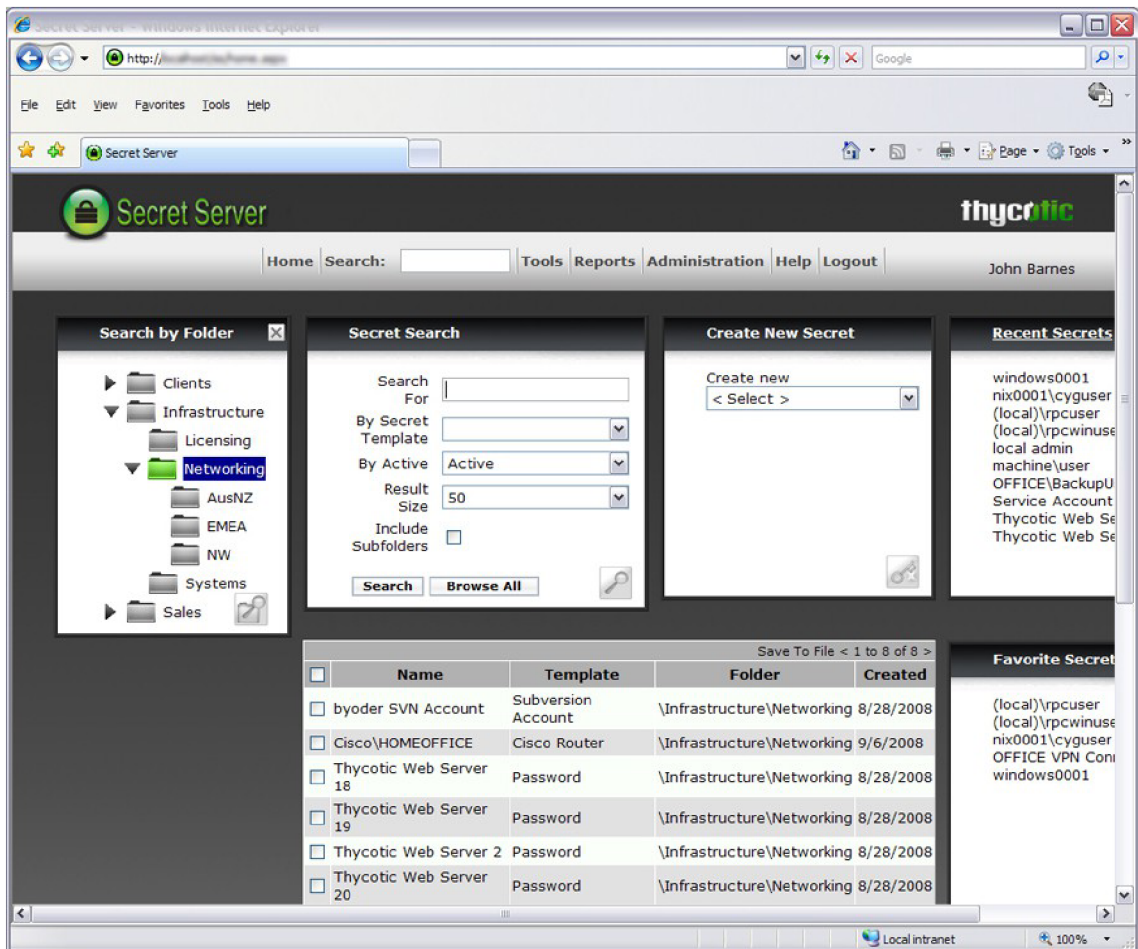 Secret Server - Windows Internet Explorer
http://
Google
File Edit View Favorites Tools Help
Secret Server
Page Tools
Secret Server
thycotic
Home Search: Tools Reports Administration Help Logout
John Barnes
Search by Folder
Clients
Infrastructure
Licensing
Networking
AusNZ
EMEA
NW
Systems
Sales
Secret Search
Search
For
By Secret
Template
By Active Active
Result
Size 50
Include
Subfolders
Search Browse All
Create New Secret
Create new
< Select >
Recent Secrets
windows0001
nix0001\cyguser
(local)\rpcuser
(local)\rpcwinuse
local admin
machine\user
OFFICE\BackupU
Service Account
Thycotic Web Se
Thycotic Web Se
Save To File < 1 to 8 of 8 >
Name Template Folder Created
byoder SVN Account Subversion Account \Infrastructure\Networking 8/28/2008
Cisco\HOMEOFFICE Cisco Router \Infrastructure\Networking 9/6/2008
Thycotic Web Server 18 Password \Infrastructure\Networking 8/28/2008
Thycotic Web Server 19 Password \Infrastructure\Networking 8/28/2008
Thycotic Web Server 2 Password \Infrastructure\Networking 8/28/2008
Thycotic Web Server 20 Password \Infrastructure\Networking 8/28/2008
Favorite Secret
(local)\rpcuser
(local)\rpcwinuse
nix0001\cyguser
OFFICE VPN Con
windows0001
Local intranet 100%